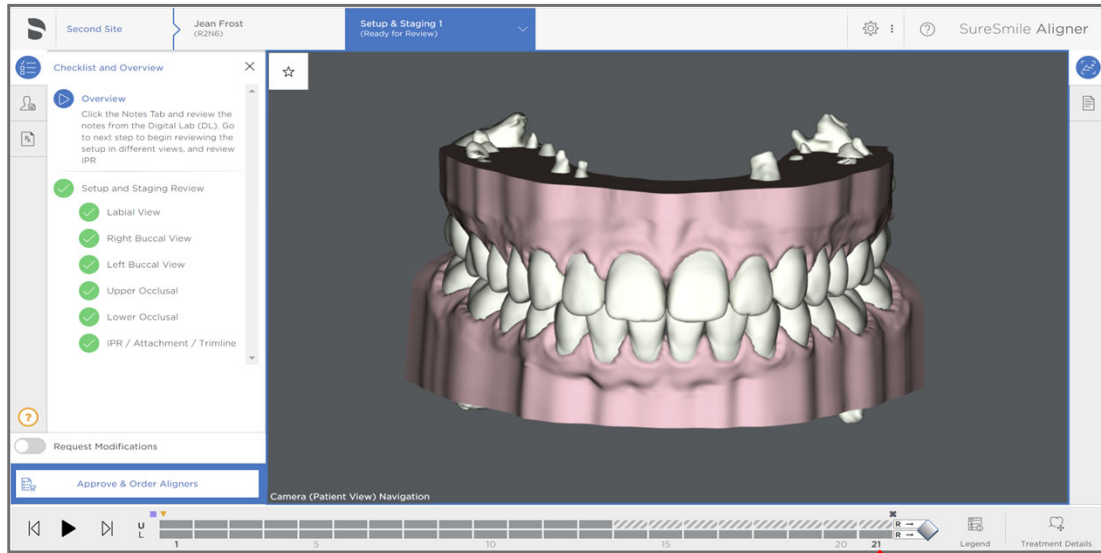 Second Site
Jean Frost
(R2N6)
Setup & Staging 1
(Ready for Review)
SureSmile Aligner
Checklist and Overview
Overview
Click the Notes Tab and review the
notes from the Digital Lab (DL). Go
to next step to begin reviewing the
setup in different views, and review
IPR
Setup and Staging Review
Labial View
Right Buccal View
Left Buccal View
Upper Occlusal
Lower Occlusal
IPR / Attachment / Trimline
Request Modifications
Approve & Order Aligners
Camera (Patient View) Navigation
U
L
R
R
1
5
10
15
20
21
Legend
Treatment Details